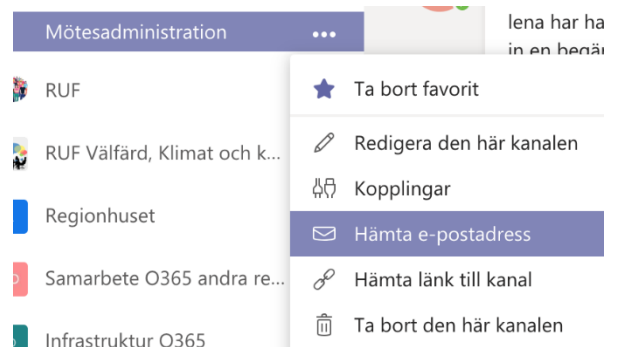 Mötesadministration ...
lena har ha
in en begär
RUF
RUF Välfärd, Klimat och k...
Regionhuset
Samarbete O365 andra re...
Infrastruktur O365
Ta bort favorit
Redigera den här kanalen
Kopplingar
Hämta e-postadress
Hämta länk till kanal
Ta bort den här kanalen